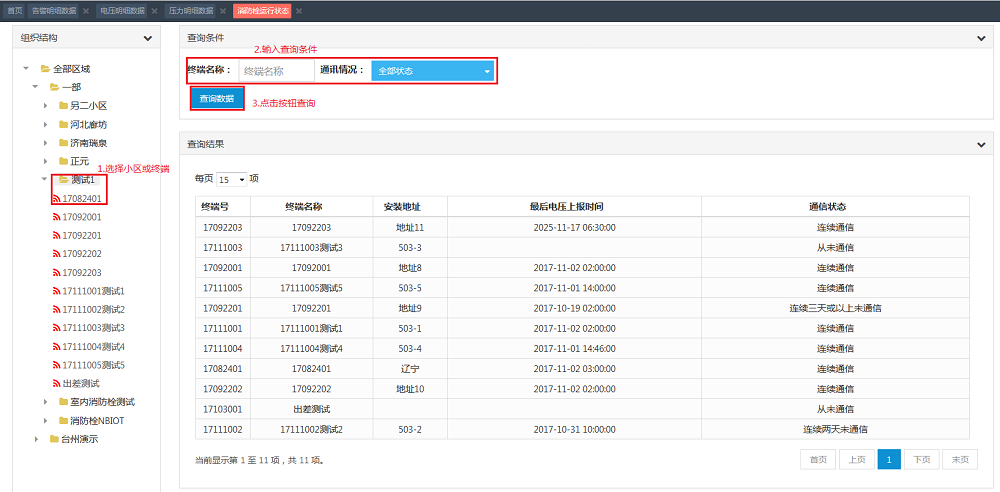 首页 告警明细数据 电压明细数据 压力明细数据 消防栓运行状态
组织结构
全部区域
一部
另二小区
河北廊坊
济南瑞泉
正元
1.选择小区或终端
测试1
17082401
17092001
17092201
17092202
17092203
17111001测试1
17111002测试2
17111003测试3
17111004测试4
17111005测试5
出差测试
室内消防栓测试
消防栓NBIOT
台州演示
查询条件
2.输入查询条件
终端名称： 终端名称 通讯情况： 全部状态
查询数据 3.点击按钮查询
查询结果
每页 15 项
终端号 终端名称 安装地址 最后电压上报时间 通信状态
17092203 17092203 地址11 2025-11-17 06:30:00 连续通信
17111003 17111003测试3 503-3 从未通信
17092001 17092001 地址8 2017-11-02 02:00:00 连续通信
17111005 17111005测试5 503-5 2017-11-01 14:00:00 连续通信
17092201 17092201 地址9 2017-10-19 02:00:00 连续三天或以上未通信
17111001 17111001测试1 503-1 2017-11-02 02:00:00 连续通信
17111004 17111004测试4 503-4 2017-11-01 14:46:00 连续通信
17082401 17082401 辽宁 2017-11-02 03:00:00 连续通信
17092202 17092202 地址10 2017-11-02 02:00:00 连续通信
17103001 出差测试 从未通信
17111002 17111002测试2 503-2 2017-10-31 10:00:00 连续两天未通信
当前显示第 1 至 11 项，共 11 项。 首页 上页 1 下页 末页